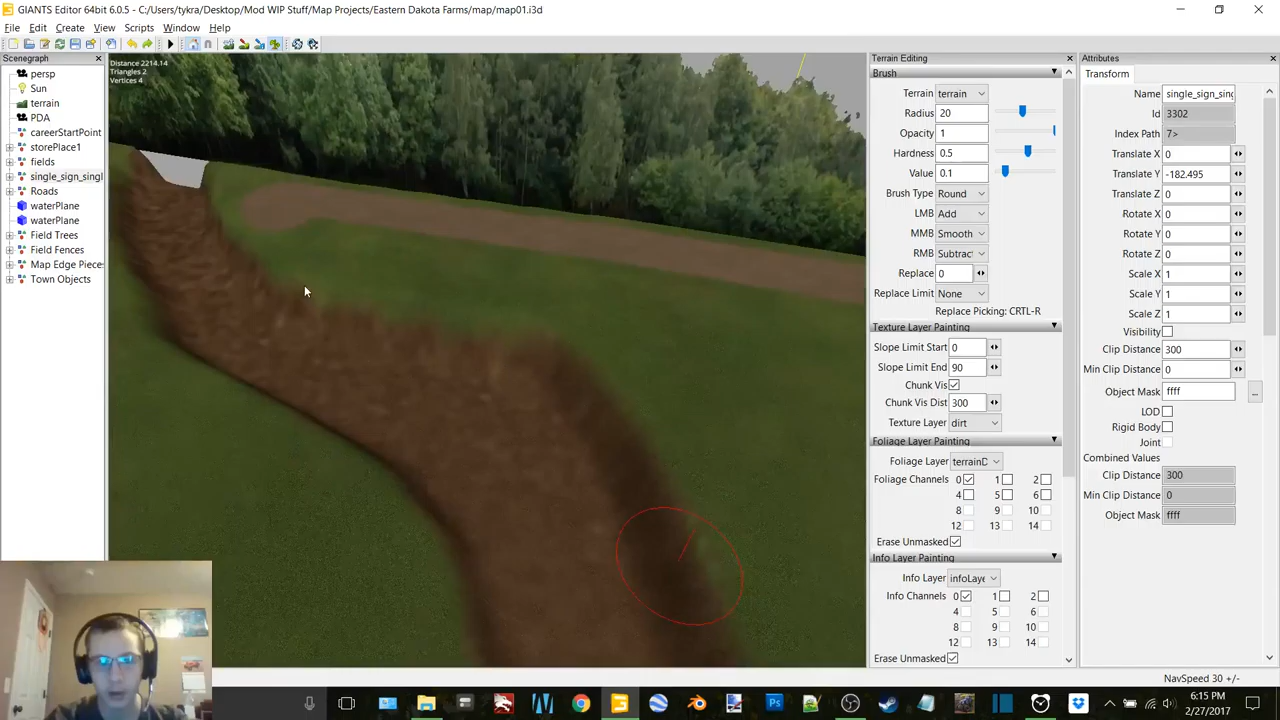 GIANTS Editor 64bit 6.0.5 - C:/Users/tykra/Desktop/Mod WIP Stuff/Map Projects/Eastern Dakota Farms/map/map01.i3d
File Edit Create View Scripts Window Help
Scenegraph
persp
Sun
terrain
PDA
careerStartPoint
storePlace1
fields
single_sign_singl
Roads
waterPlane
waterPlane
Field Trees
Field Fences
Map Edge Piece:
Town Objects
Distance 2214.14
Triangles 2
Vertices 4
Terrain Editing
Brush
Terrain terrain
Radius 20
Opacity 1
Hardness 0.5
Value 0.1
Brush Type Round
LMB Add
MMB Smooth
RMB Subtract
Replace 0
Replace Limit None
Replace Picking: CRTL-R
Texture Layer Painting
Slope Limit Start 0
Slope Limit End 90
Chunk Vis
Chunk Vis Dist 300
Texture Layer dirt
Foliage Layer Painting
Foliage Layer terrainD
Foliage Channels 0 1 2
4 5 6
8 9 10
12 13 14
Erase Unmasked
Info Layer Painting
Info Layer infoLaye
Info Channels 0 1 2
4 5 6
8 9 10
12 13 14
Erase Unmasked
Attributes
Transform
Name single_sign_sing
Id 3302
Index Path 7>
Translate X 0
Translate Y -182.495
Translate Z 0
Rotate X 0
Rotate Y 0
Rotate Z 0
Scale X 1
Scale Y 1
Scale Z 1
Visibility
Clip Distance 300
Min Clip Distance 0
Object Mask ffff
...
LOD
Rigid Body
Joint
Combined Values
Clip Distance 300
Min Clip Distance 0
Object Mask ffff
NavSpeed 30 +/-
6:15 PM
2/27/2017